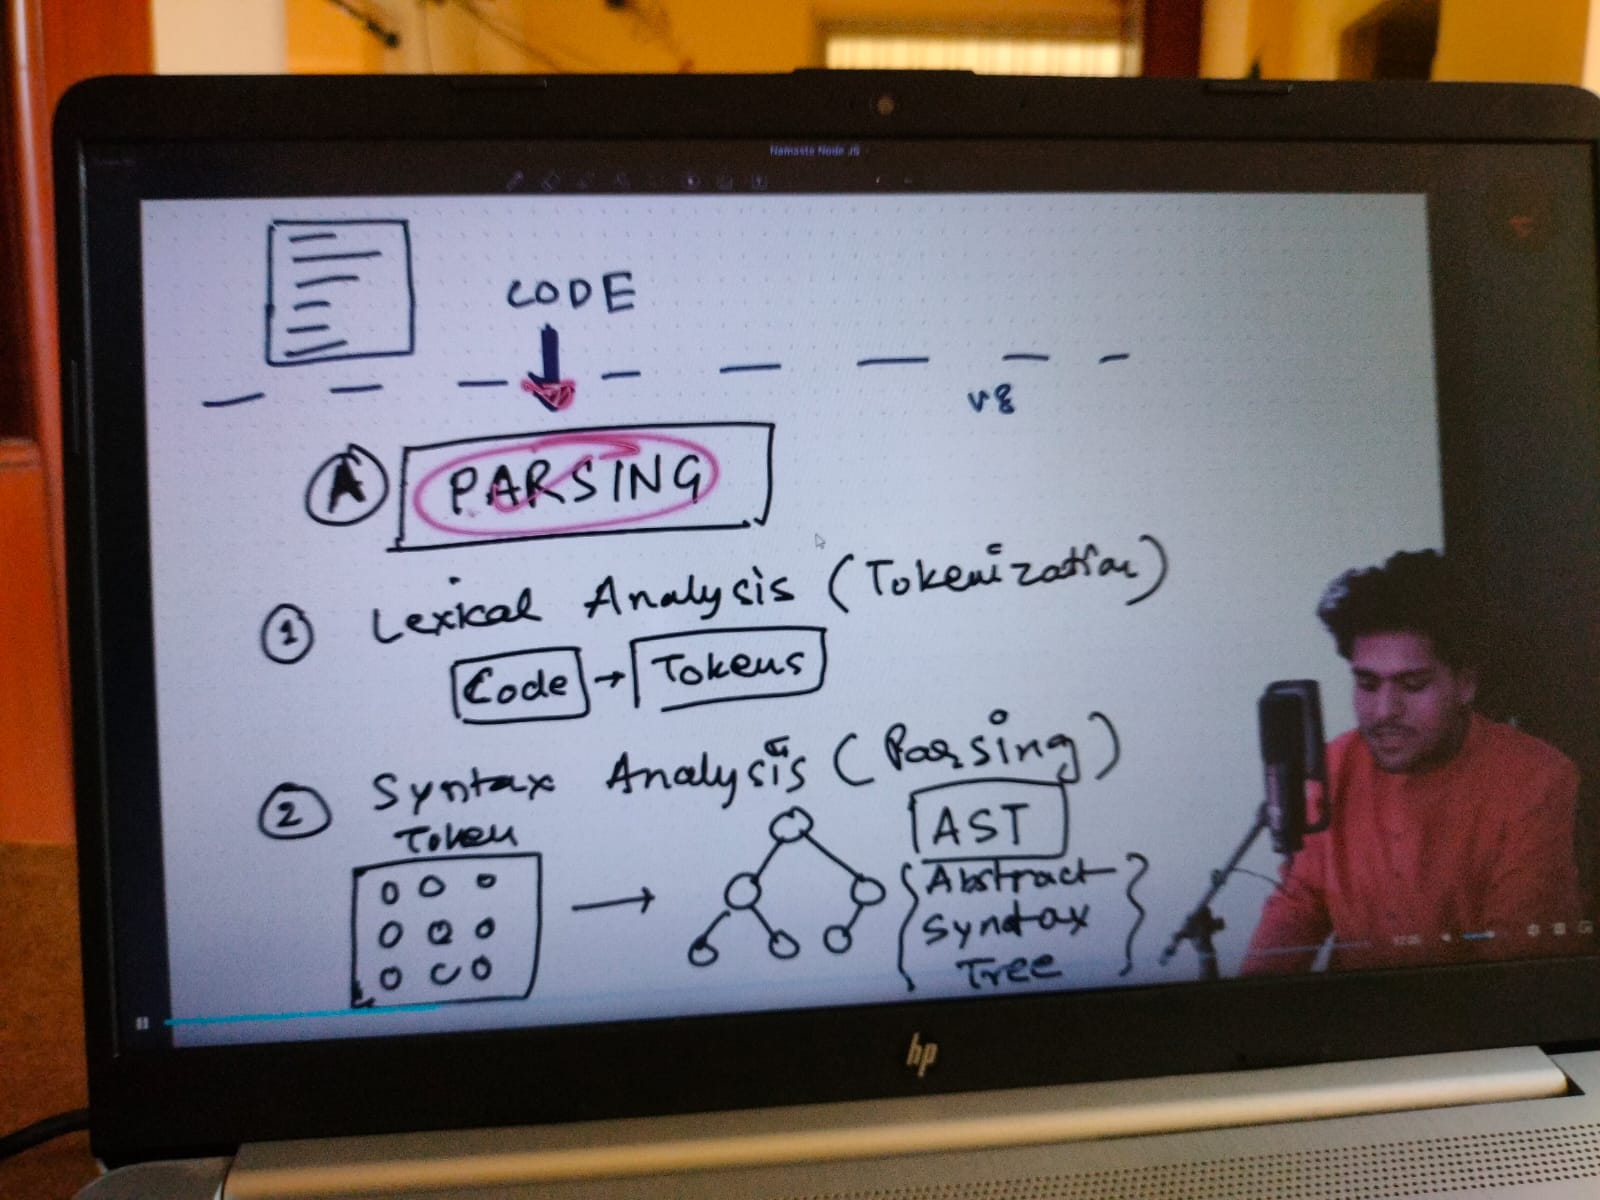 Namaste Node JS
CODE
v8
A PARSING
1 Lexical Analysis (Tokenization)
Code → Tokens
2 Syntax Analysis (Parsing)
Token
AST
{Abstract
Syntax
Tree}
hp